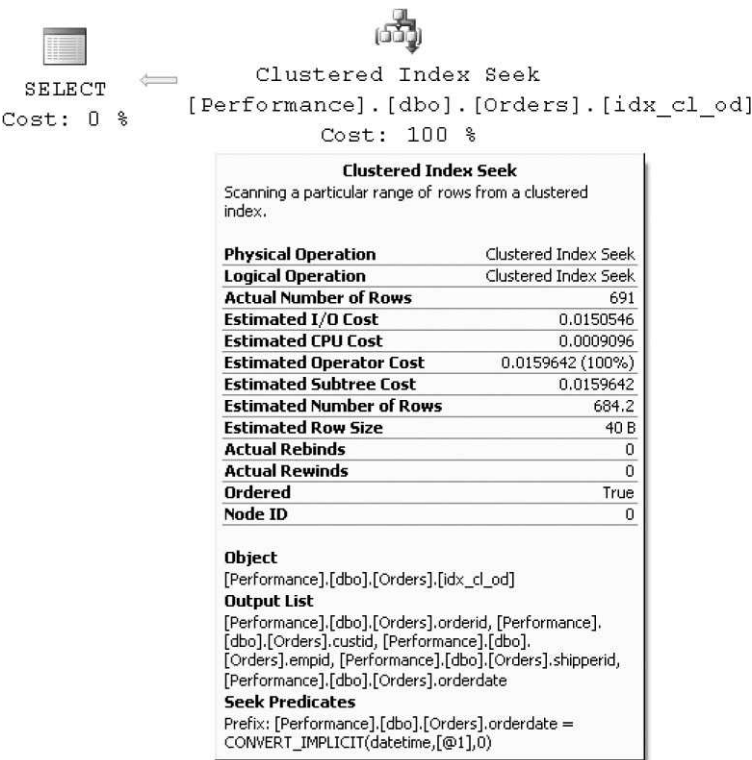 SELECT
Cost: 0 %
Clustered Index Seek
[Performance].[dbo].[Orders].[idx_cl_od]
Cost: 100 %
Clustered Index Seek
Scanning a particular range of rows from a clustered
index.
Physical Operation Clustered Index Seek
Logical Operation Clustered Index Seek
Actual Number of Rows 691
Estimated I/O Cost 0.0150546
Estimated CPU Cost 0.0009096
Estimated Operator Cost 0.0159642 (100%)
Estimated Subtree Cost 0.0159642
Estimated Number of Rows 684.2
Estimated Row Size 40 B
Actual Rebinds 0
Actual Rewinds 0
Ordered True
Node ID 0
Object
[Performance].[dbo].[Orders].[idx_cl_od]
Output List
[Performance].[dbo].[Orders].orderid, [Performance].
[dbo].[Orders].custid, [Performance].[dbo].
[Orders].empid, [Performance].[dbo].[Orders].shipperid,
[Performance].[dbo].[Orders].orderdate
Seek Predicates
Prefix: [Performance].[dbo].[Orders].orderdate =
CONVERT_IMPLICIT(datetime,[@1],0)